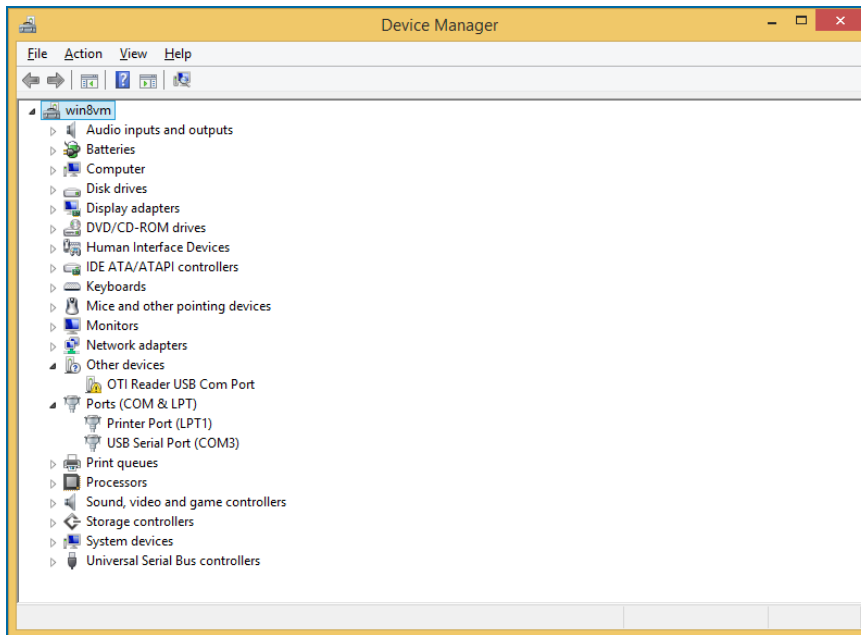 Device Manager
File Action View Help
win8vm
Audio inputs and outputs
Batteries
Computer
Disk drives
Display adapters
DVD/CD-ROM drives
Human Interface Devices
IDE ATA/ATAPI controllers
Keyboards
Mice and other pointing devices
Monitors
Network adapters
Other devices
OTI Reader USB Com Port
Ports (COM & LPT)
Printer Port (LPT1)
USB Serial Port (COM3)
Print queues
Processors
Sound, video and game controllers
Storage controllers
System devices
Universal Serial Bus controllers